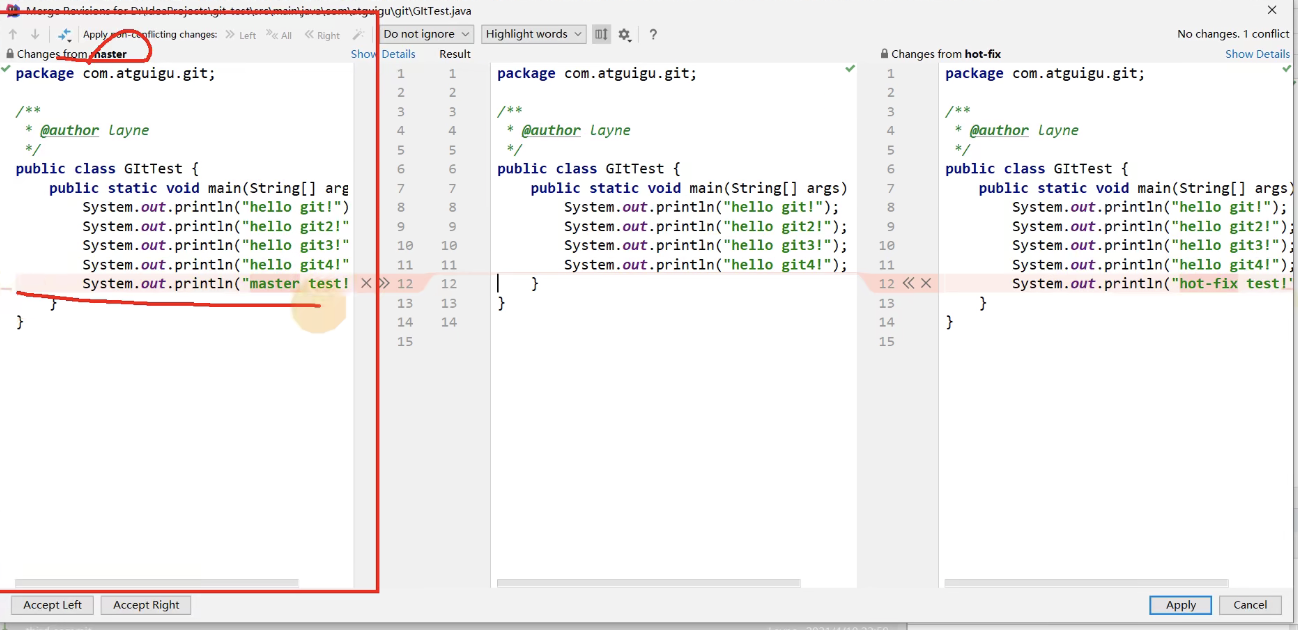 Merge Revisions for D:\IdeaProjects\git-test\src\main\java\com\atguigu\git\GItTest.java
Apply non-conflicting changes: Left All Right Do not ignore Highlight words ? No changes. 1 conflict
Changes from master Show Details Result Changes from hot-fix Show Details
package com.atguigu.git; 1 1 package com.atguigu.git; 1 package com.atguigu.git;
2 2 2
/** 3 3 /** 3 /**
* @author Layne 4 4 * @author Layne 4 * @author Layne
*/ 5 5 */ 5 */
public class GItTest { 6 6 public class GItTest { 6 public class GItTest {
public static void main(String[] arg 7 7 public static void main(String[] args) 7 public static void main(String[] args)
System.out.println("hello git!") 8 8 System.out.println("hello git!"); 8 System.out.println("hello git!");
System.out.println("hello git2!" 9 9 System.out.println("hello git2!"); 9 System.out.println("hello git2!");
System.out.println("hello git3!" 10 10 System.out.println("hello git3!"); 10 System.out.println("hello git3!");
System.out.println("hello git4!" 11 11 System.out.println("hello git4!"); 11 System.out.println("hello git4!");
System.out.println("master test! 12 12 } 12 System.out.println("hot-fix test!"
} 13 13 } 13 }
} 14 14 14 }
15 15
Accept Left Accept Right Apply Cancel